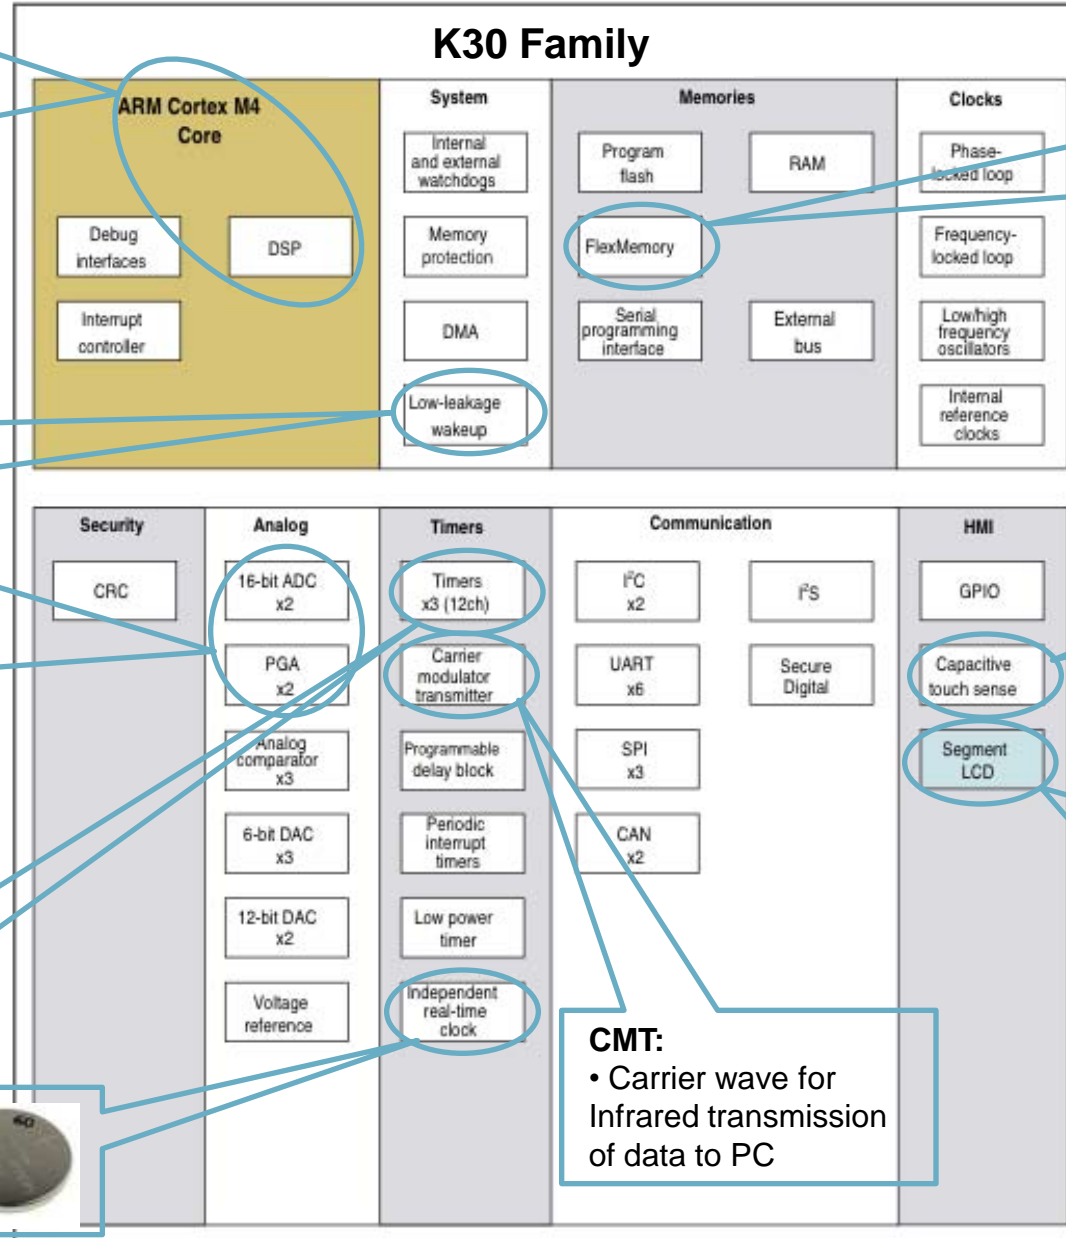 K30 Family
ARM Cortex M4
Core
Debug
interfaces
DSP
Interrupt
controller
System
Internal
and external
watchdogs
Memory
protection
DMA
Low-leakage
wakeup
Memories
Program
flash
RAM
FlexMemory
Serial
programming
interface
External
bus
Clocks
Phase-
locked loop
Frequency-
locked loop
Low/high
frequency
oscillators
Internal
reference
clocks
Security
CRC
Analog
16-bit ADC
x2
PGA
x2
Analog
comparator
x3
6-bit DAC
x3
12-bit DAC
x2
Voltage
reference
Timers
Timers
x3 (12ch)
Carrier
modulator
transmitter
Programmable
delay block
Periodic
interrupt
timers
Low power
timer
Independent
real-time
clock
Communication
I²C
x2
I²S
UART
x6
Secure
Digital
SPI
x3
CAN
x2
HMI
GPIO
Capacitive
touch sense
Segment
LCD
CMT:
• Carrier wave for
Infrared transmission
of data to PC